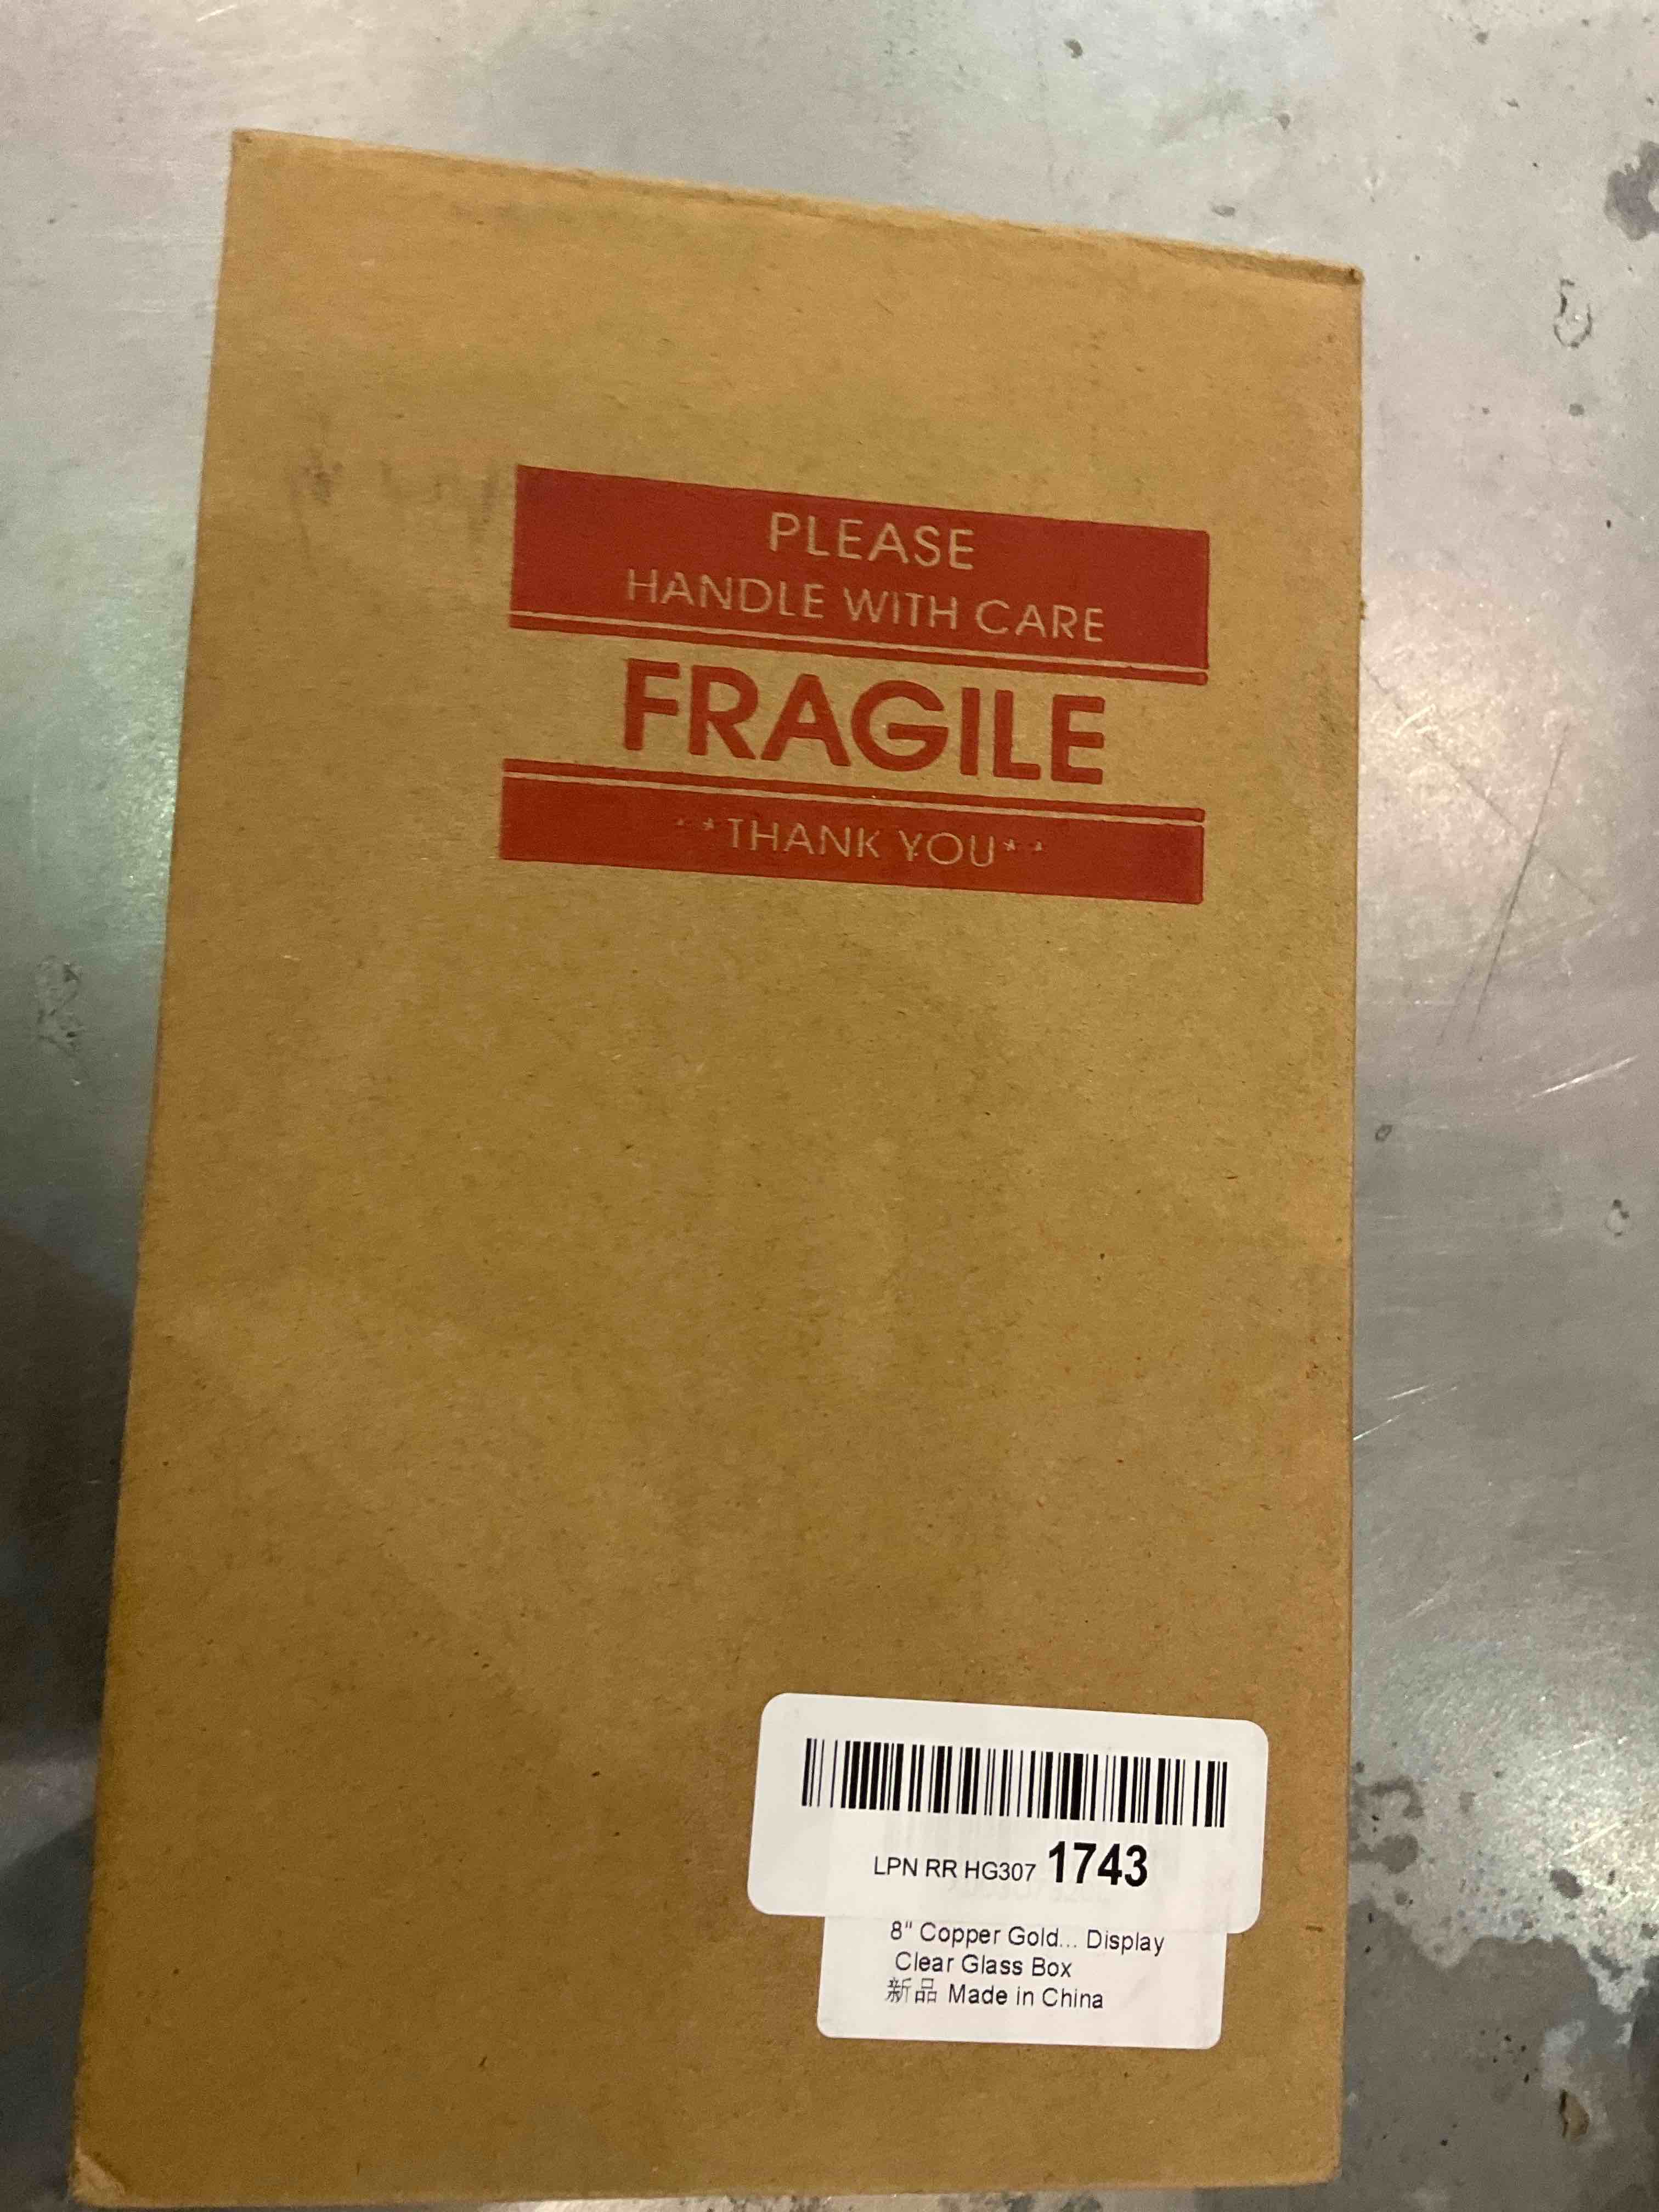 PLEASE
HANDLE WITH CARE
FRAGILE
**THANK YOU**
LPN RR HG307 1743
8" Copper Gold... Display
Clear Glass Box
新品 Made in China